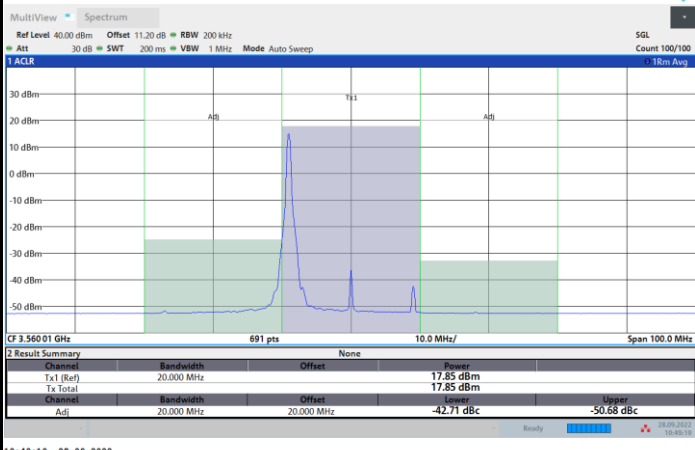 MultiView Spectrum
Ref Level 40.00 dBm Offset 11.20 dB RBW 200 kHz SGL
Att 30 dB SWT 200 ms VBW 1 MHz Mode Auto Sweep Count 100/100
1 ACLR 1Rm Avg
30 dBm
Tx1
20 dBm
Adj Adj
10 dBm
0 dBm
-10 dBm
-20 dBm
-30 dBm
-40 dBm
-50 dBm
CF 3.560 01 GHz 691 pts 10.0 MHz/ Span 100.0 MHz
2 Result Summary None
Channel Bandwidth Offset Power
Tx1 (Ref) 20.000 MHz 17.85 dBm
Tx Total 17.85 dBm
Channel Bandwidth Offset Lower Upper
Adj 20.000 MHz 20.000 MHz -42.71 dBc -50.68 dBc
Ready 28.09.2022
10:49:19